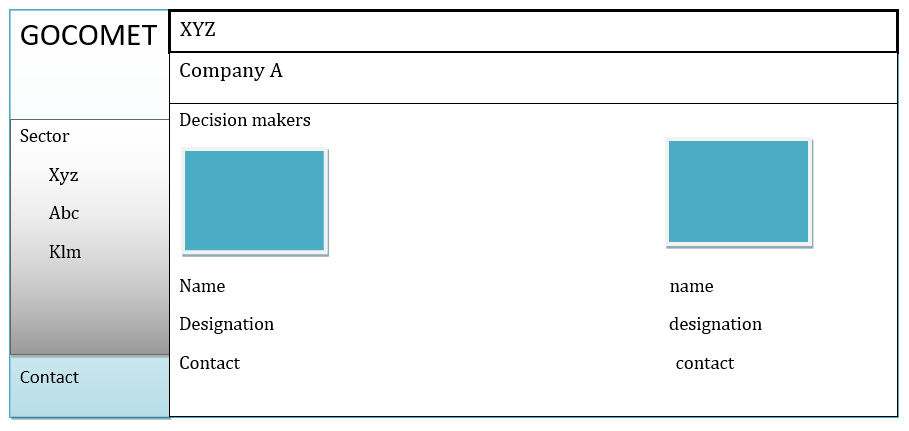 GOCOMET
XYZ
Company A
Sector
Xyz
Abc
Klm
Contact
Decision makers
Name name
Designation designation
Contact contact